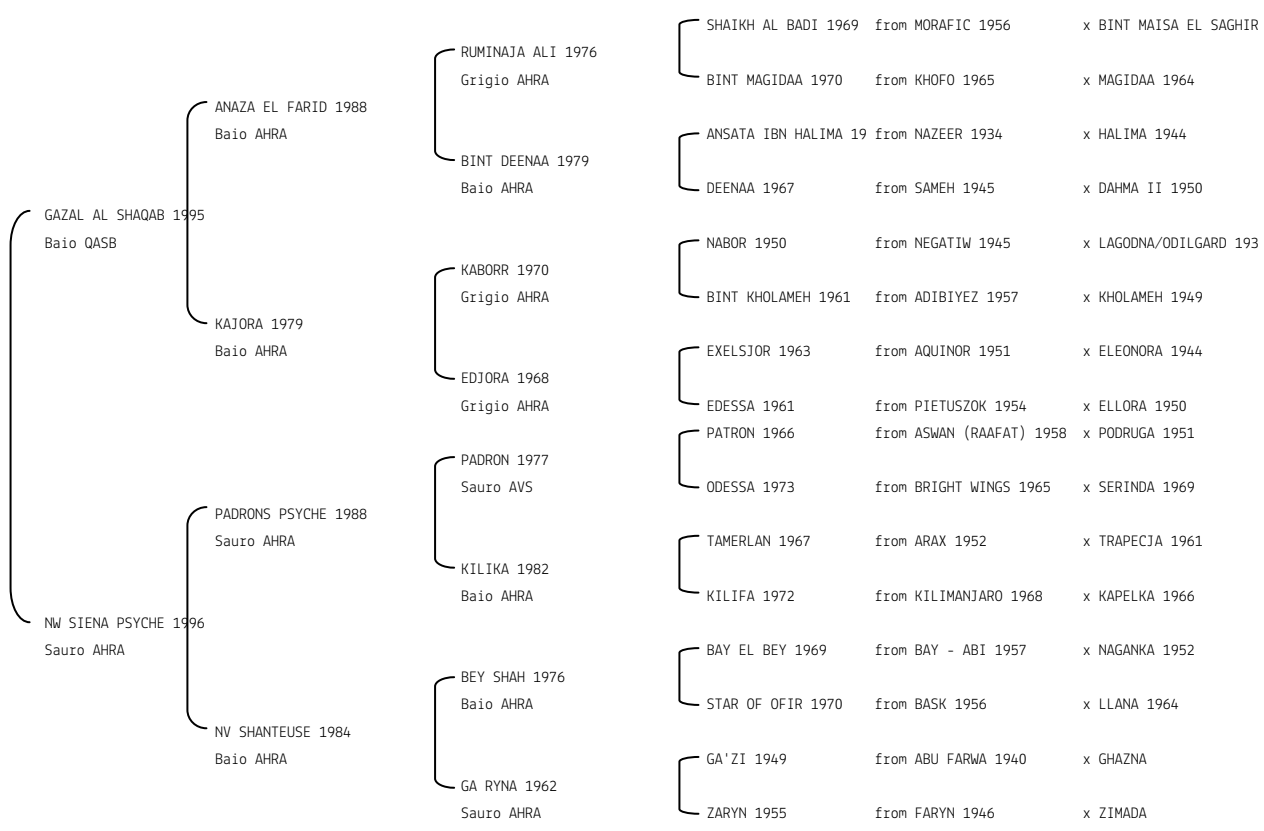 SHAIKH AL BADI 1969 from MORAFIC 1956 x BINT MAISA EL SAGHIR
RUMINAJA ALI 1976
Grigio AHRA BINT MAGIDAA 1970 from KHOFO 1965 x MAGIDAA 1964
ANAZA EL FARID 1988
Baio AHRA ANSATA IBN HALIMA 19 from NAZEER 1934 x HALIMA 1944
BINT DEENAA 1979
Baio AHRA DEENAA 1967 from SAMEH 1945 x DAHMA II 1950
GAZAL AL SHAQAB 1995
Baio QASB NABOR 1950 from NEGATIW 1945 x LAGODNA/ODILGARD 193
KABORR 1970
Grigio AHRA BINT KHOLAMEH 1961 from ADIBIYEZ 1957 x KHOLAMEH 1949
KAJORA 1979
Baio AHRA EXELSJOR 1963 from AQUINOR 1951 x ELEONORA 1944
EDJORA 1968
Grigio AHRA EDESSA 1961 from PIETUSZOK 1954 x ELLORA 1950
PATRON 1966 from ASWAN (RAAFAT) 1958 x PODRUGA 1951
PADRON 1977
Sauro AVS ODESSA 1973 from BRIGHT WINGS 1965 x SERINDA 1969
PADRONS PSYCHE 1988
Sauro AHRA TAMERLAN 1967 from ARAX 1952 x TRAPECJA 1961
KILIKA 1982
Baio AHRA KILIFA 1972 from KILIMANJARO 1968 x KAPELKA 1966
NW SIENA PSYCHE 1996
Sauro AHRA BAY EL BEY 1969 from BAY - ABI 1957 x NAGANKA 1952
BEY SHAH 1976
Baio AHRA STAR OF OFIR 1970 from BASK 1956 x LLANA 1964
NV SHANTEUSE 1984
Baio AHRA GA'ZI 1949 from ABU FARWA 1940 x GHAZNA
GA RYNA 1962
Sauro AHRA ZARYN 1955 from FARYN 1946 x ZIMADA